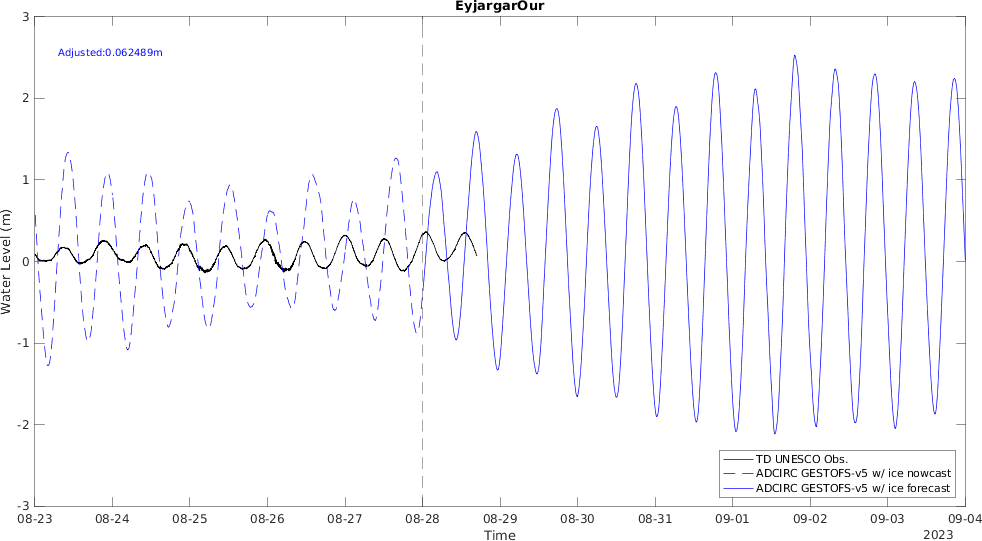 EyjargarOur
Adjusted:0.062489m
Water Level (m)
3
2
1
0
-1
-2
-3
TD UNESCO Obs.
ADCIRC GESTOFS-v5 w/ ice nowcast
ADCIRC GESTOFS-v5 w/ ice forecast
08-23 08-24 08-25 08-26 08-27 08-28 08-29 08-30 08-31 09-01 09-02 09-03 09-04
Time
2023